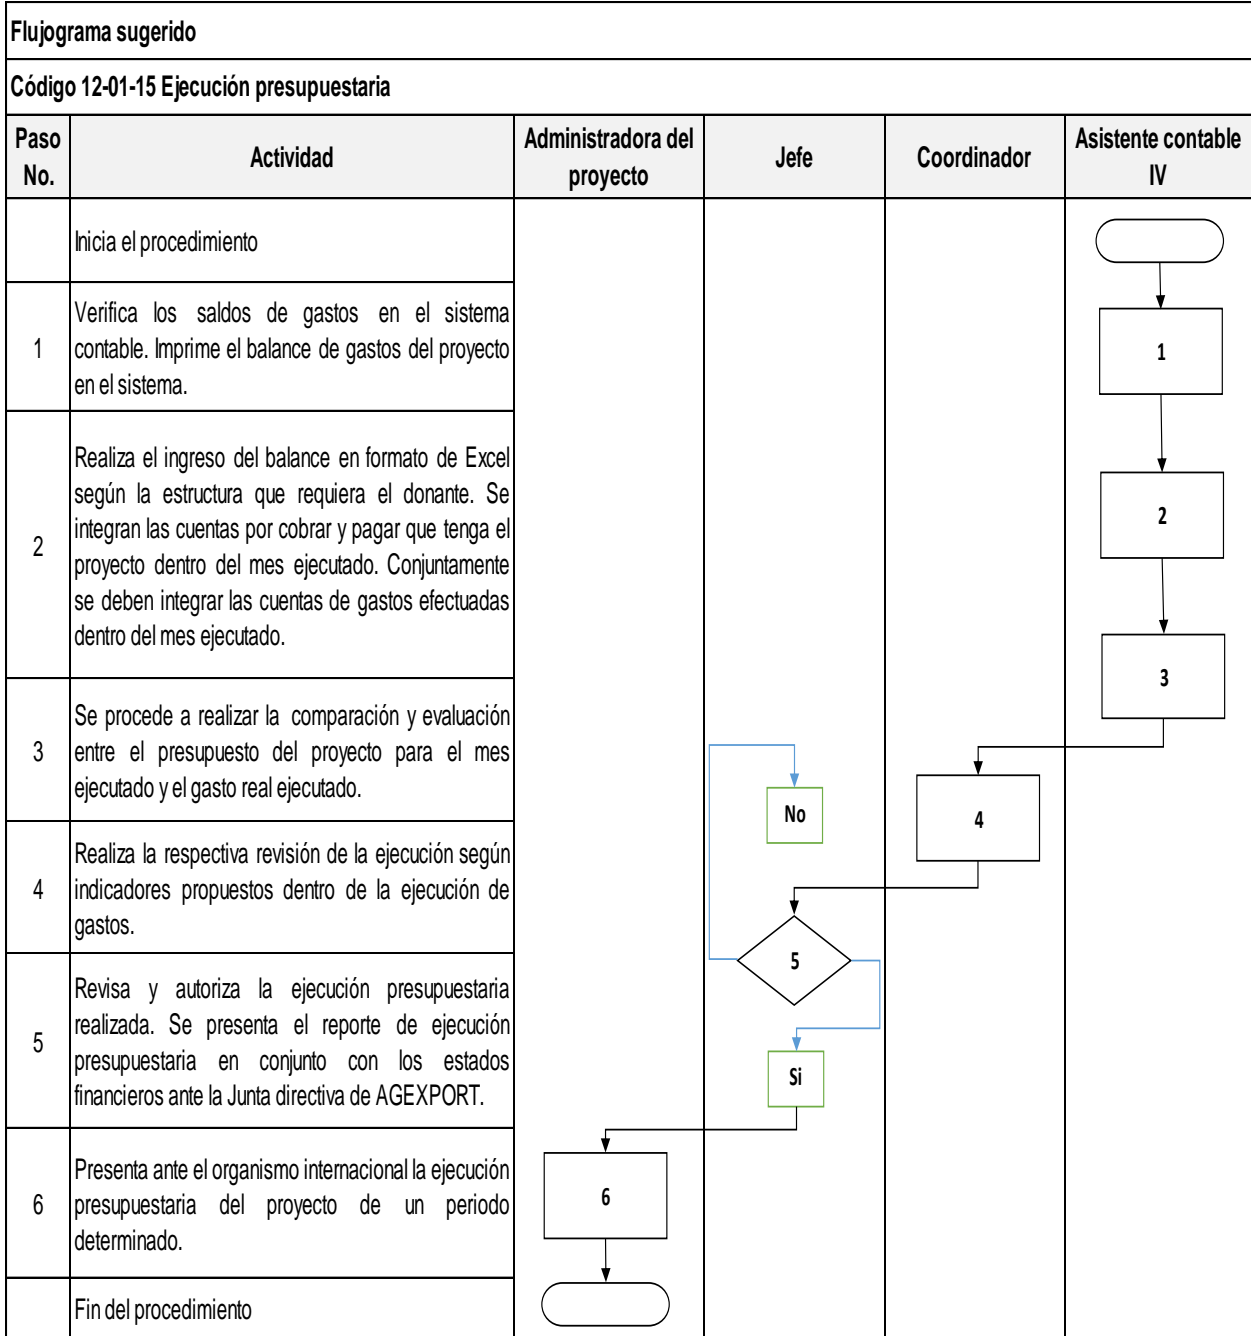 Flujograma sugerido
Código 12-01-15 Ejecución presupuestaria
Paso No.
Actividad
Administradora del proyecto
Jefe
Coordinador
Asistente contable IV
Inicia el procedimiento
1
Verifica los saldos de gastos en el sistema
contable. Imprime el balance de gastos del proyecto
en el sistema.
1
2
Realiza el ingreso del balance en formato de Excel
según la estructura que requiera el donante. Se
integran las cuentas por cobrar y pagar que tenga el
proyecto dentro del mes ejecutado. Conjuntamente
se deben integrar las cuentas de gastos efectuadas
dentro del mes ejecutado.
2
3
3
Se procede a realizar la comparación y evaluación
entre el presupuesto del proyecto para el mes
ejecutado y el gasto real ejecutado.
No
4
4
Realiza la respectiva revisión de la ejecución según
indicadores propuestos dentro de la ejecución de
gastos.
5
5
Revisa y autoriza la ejecución presupuestaria
realizada. Se presenta el reporte de ejecución
presupuestaria en conjunto con los estados
financieros ante la Junta directiva de AGEXPORT.
Si
6
Presenta ante el organismo internacional la ejecución
presupuestaria del proyecto de un periodo
determinado.
6
Fin del procedimiento